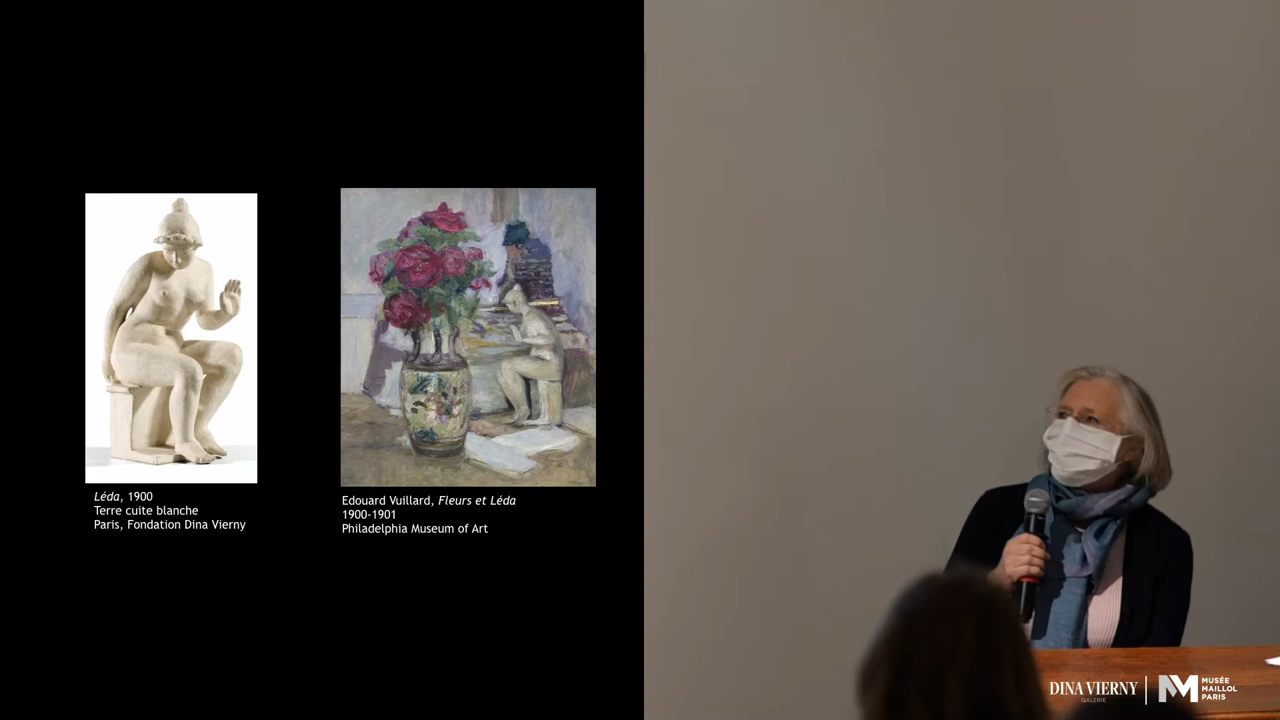 Léda, 1900
Terre cuite blanche
Paris, Fondation Dina Vierny
Edouard Vuillard, Fleurs et Léda
1900-1901
Philadelphia Museum of Art
DINA VIERNY
GALERIE
MUSÉE
MAILLOL
PARIS